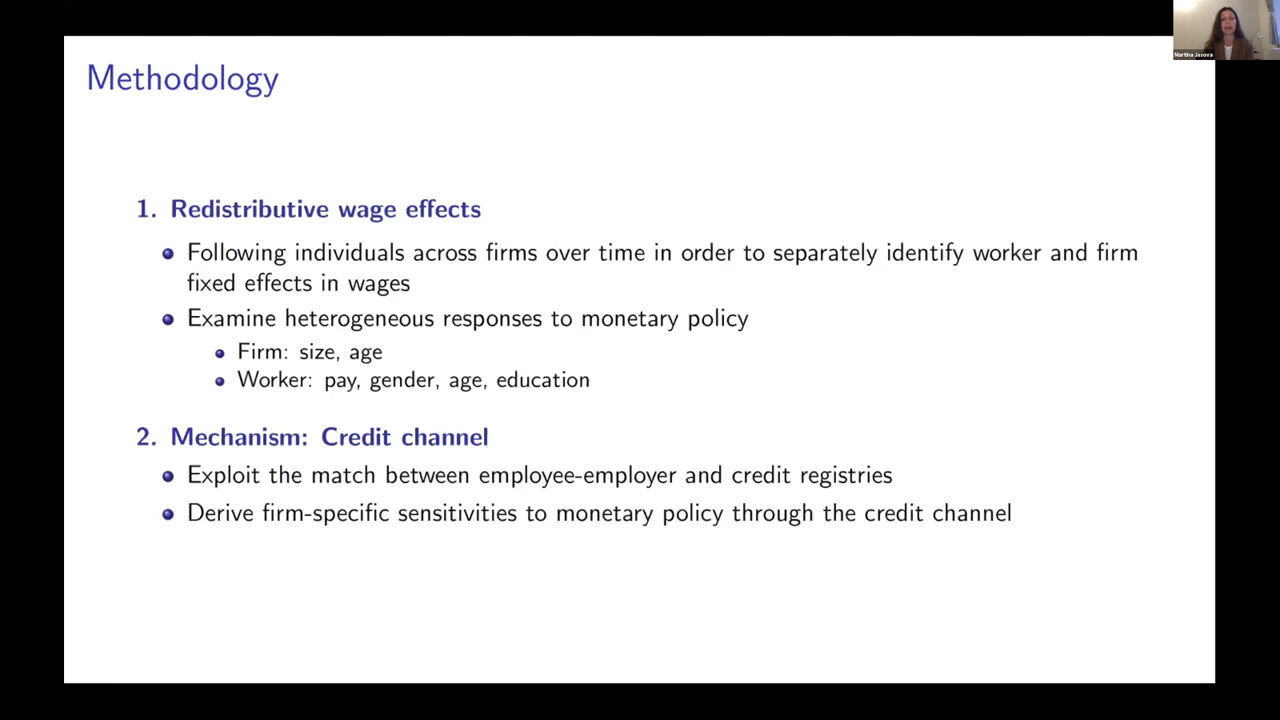 Martina Jasova
Methodology
1. Redistributive wage effects
Following individuals across firms over time in order to separately identify worker and firm
fixed effects in wages
Examine heterogeneous responses to monetary policy
Firm: size, age
Worker: pay, gender, age, education
2. Mechanism: Credit channel
Exploit the match between employee-employer and credit registries
Derive firm-specific sensitivities to monetary policy through the credit channel